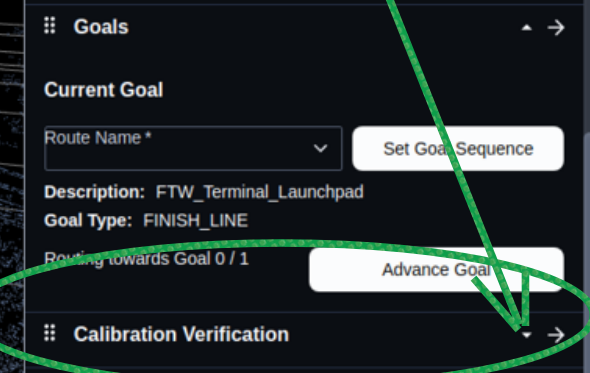 Goals
Current Goal
Route Name *
Set Goal Sequence
Description: FTW_Terminal_Launchpad
Goal Type: FINISH_LINE
Routing towards Goal 0 / 1
Advance Goal
Calibration Verification